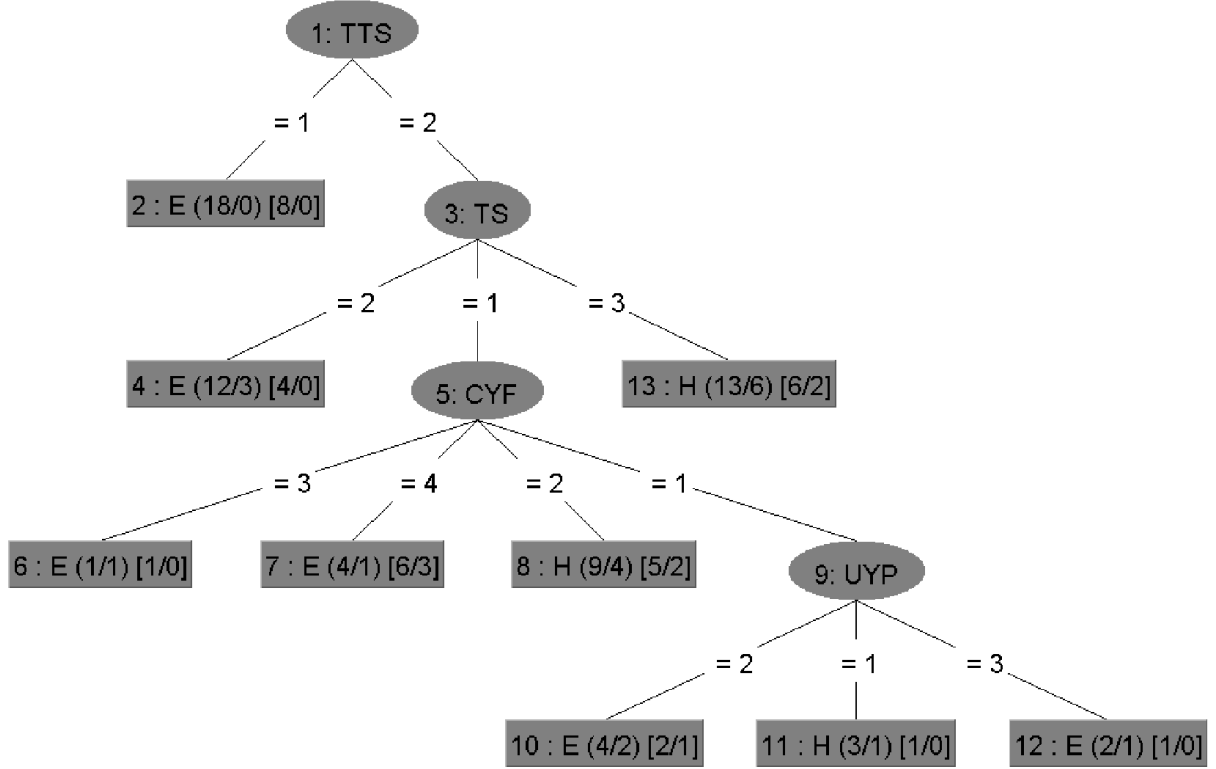 1: TTS
= 1
= 2
2 : E (18/0) [8/0]
3: TS
= 2
= 1
= 3
4 : E (12/3) [4/0]
5: CYF
13 : H (13/6) [6/2]
= 3
= 4
= 2
= 1
6 : E (1/1) [1/0]
7 : E (4/1) [6/3]
8 : H (9/4) [5/2]
9: UYP
= 2
= 1
= 3
10 : E (4/2) [2/1]
11 : H (3/1) [1/0]
12 : E (2/1) [1/0]